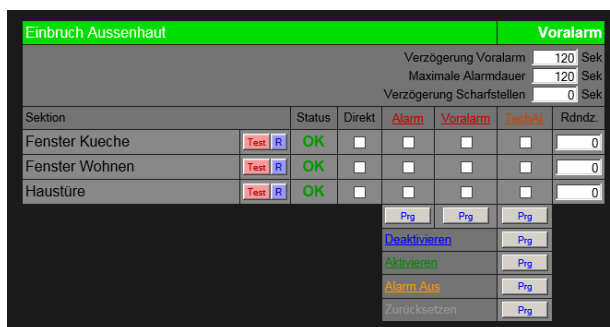 Einbruch Aussenhaut Voralarm
Verzögerung Voralarm 120 Sek
Maximale Alarmdauer 120 Sek
Verzögerung Scharfstellen 0 Sek
Sektion Status Direkt Alarm Voralarm TechAl. Rdndz.
Fenster Kueche Test R OK 0
Fenster Wohnen Test R OK 0
Haustüre Test R OK 0
Prg Prg Prg
Deaktivieren Prg
Aktivieren Prg
Alarm Aus Prg
Zurücksetzen Prg